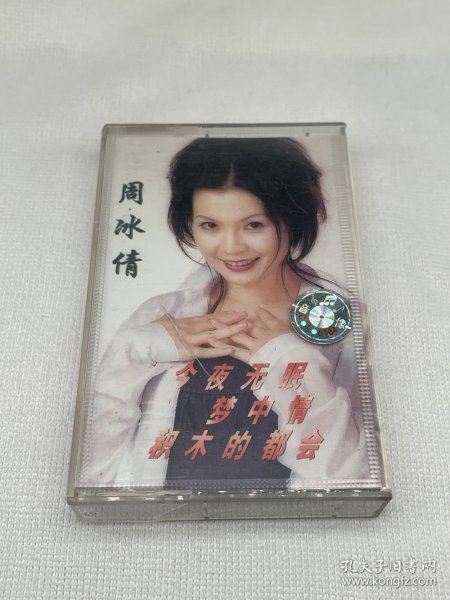 周冰倩
今夜无眠
梦中情
积木的都会
孔夫子旧书网
www.kongfz.com